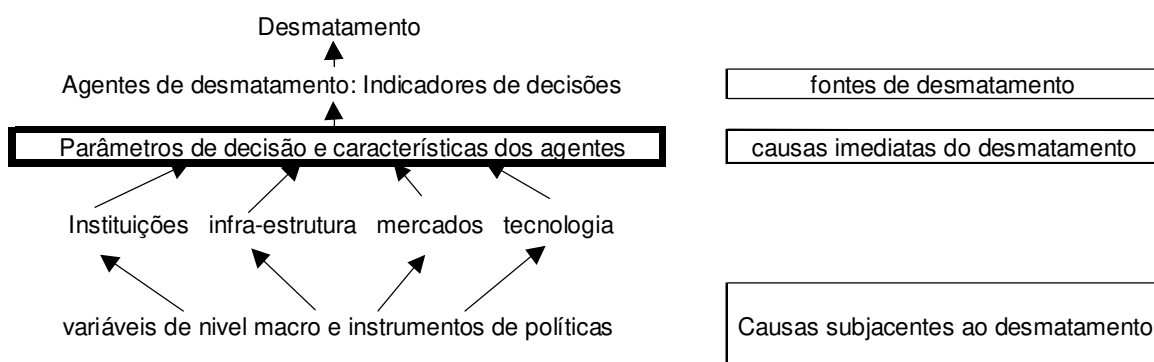 Desmatamento
Agentes de desmatamento: Indicadores de decisões
fontes de desmatamento
Parâmetros de decisão e características dos agentes
causas imediatas do desmatamento
Instituições infra-estrutura mercados tecnologia
variáveis de nivel macro e instrumentos de políticas
Causas subjacentes ao desmatamento